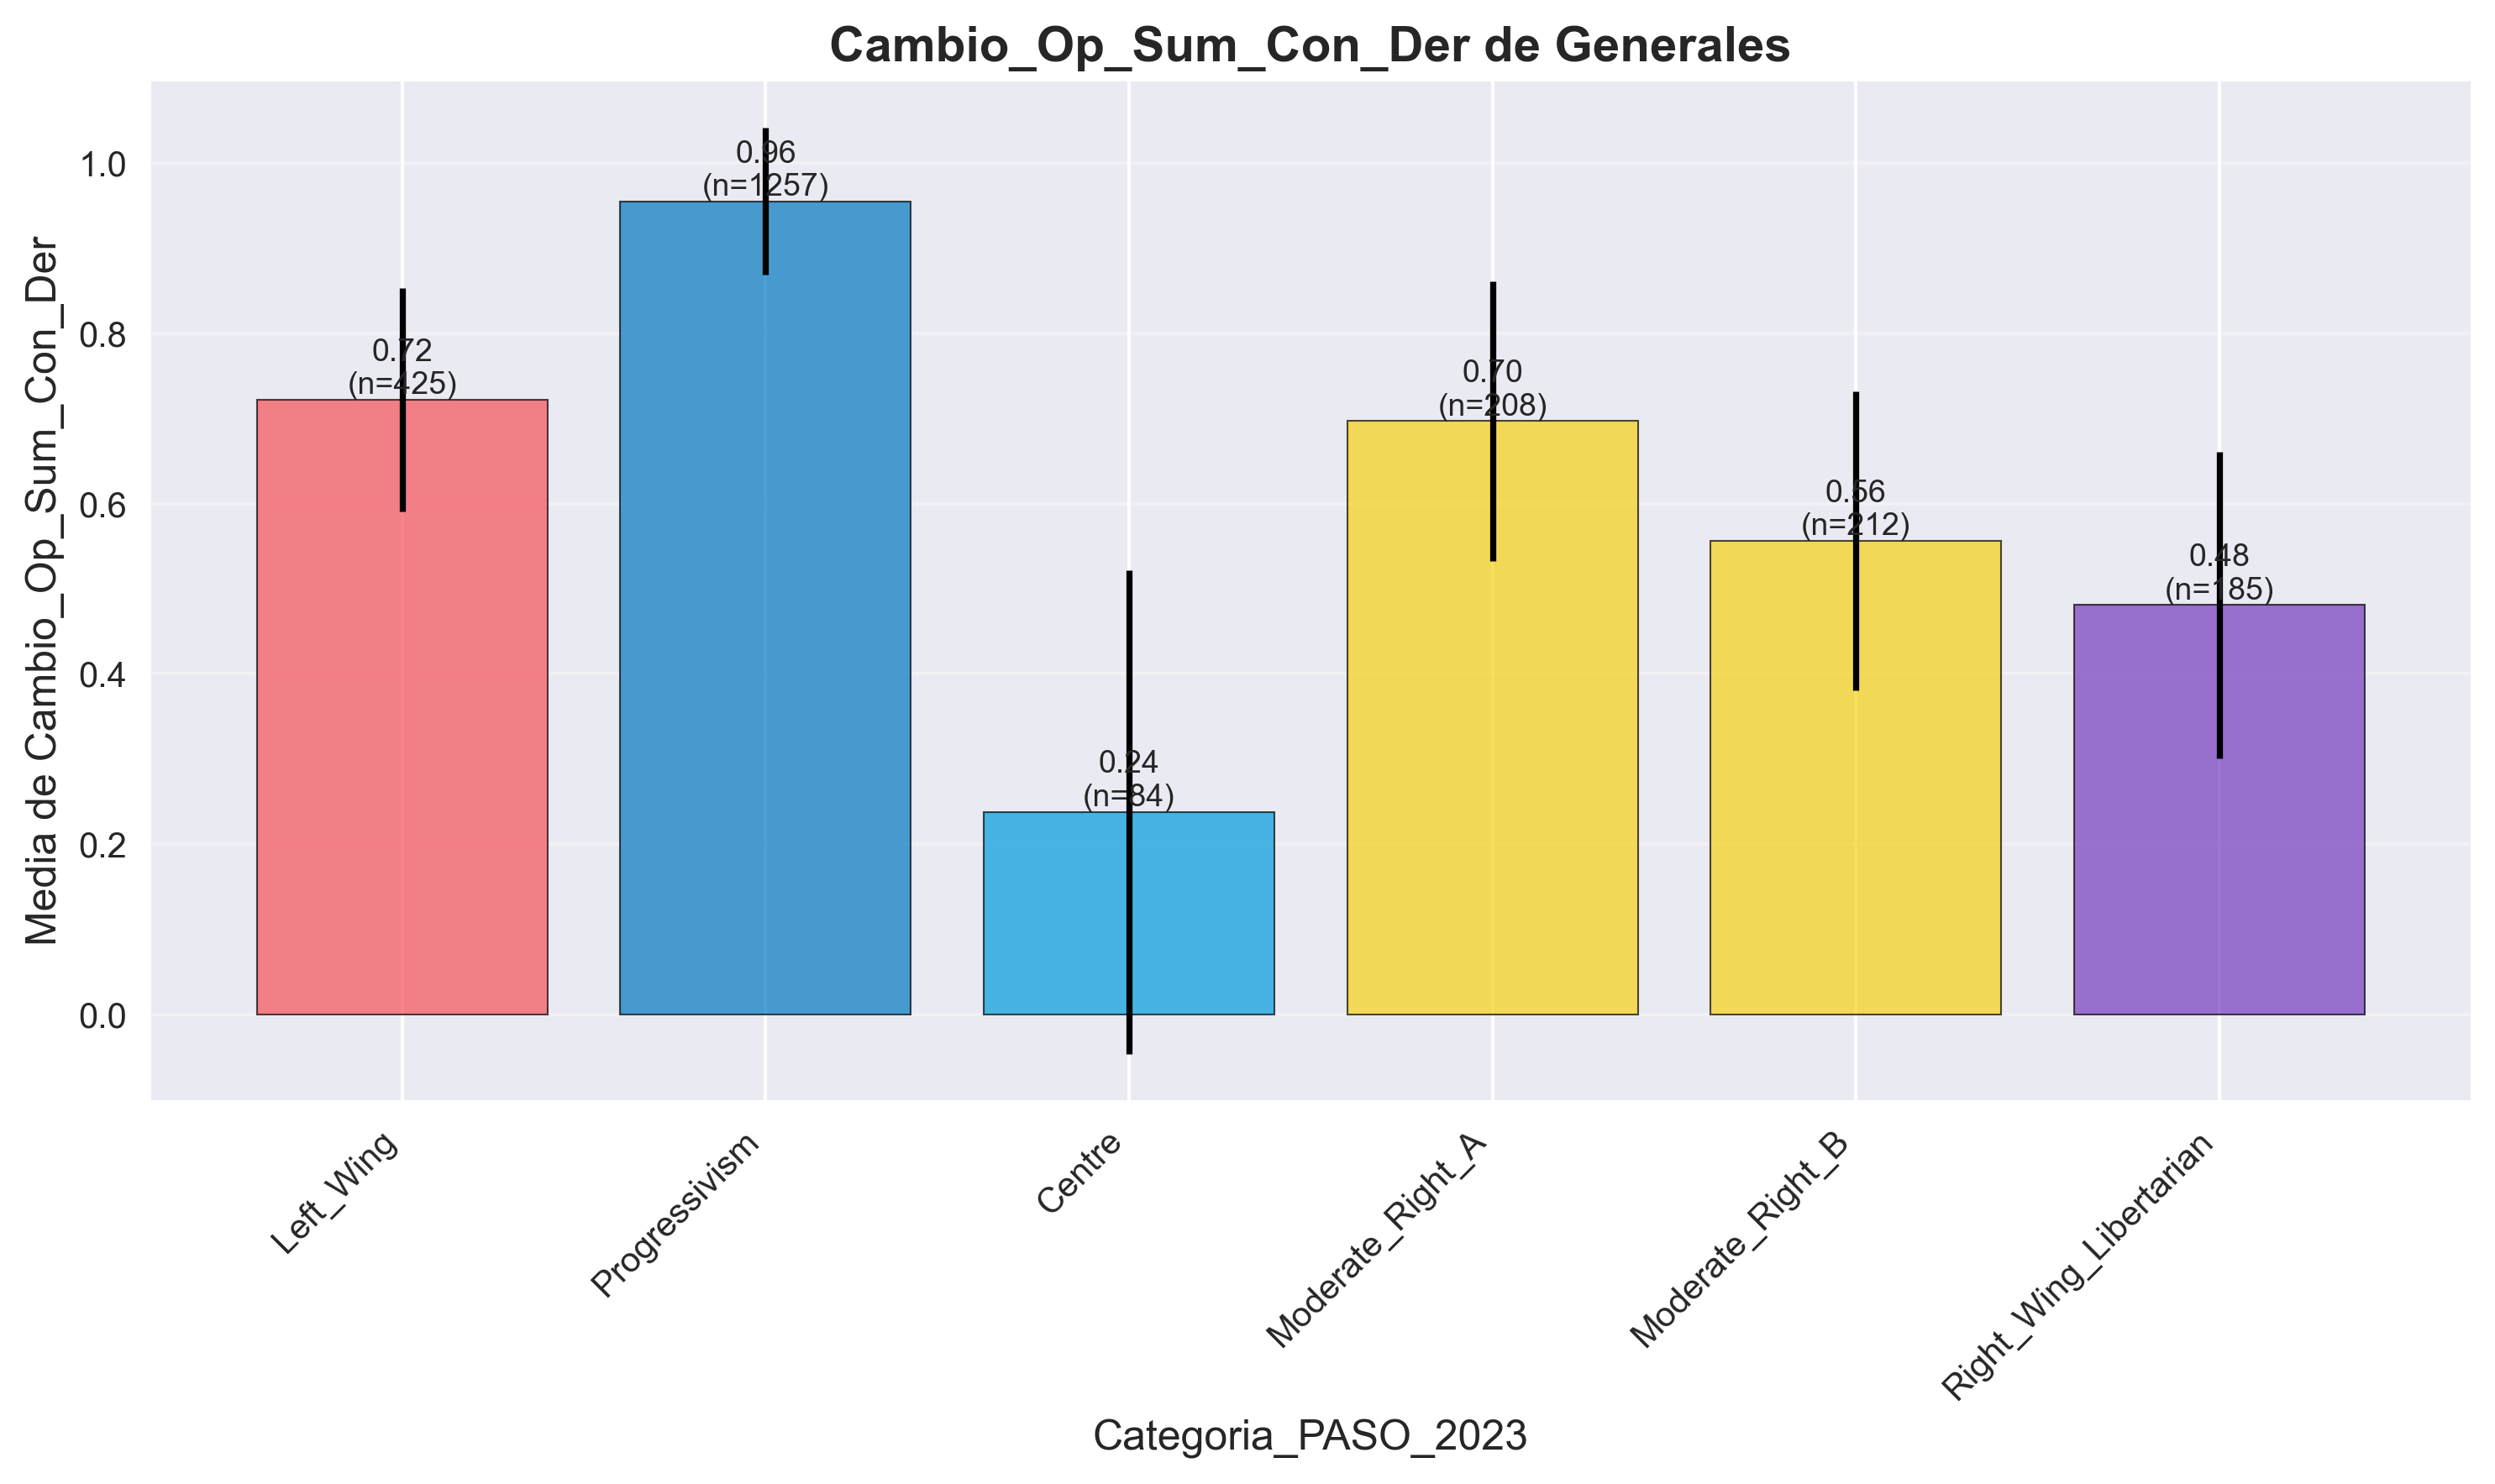 Cambio_Op_Sum_Con_Der de Generales
Media de Cambio_Op_Sum_Con_Der
1.0
0.8
0.6
0.4
0.2
0.0
0.72
(n=425)
0.96
(n=1257)
0.24
(n=84)
0.70
(n=208)
0.56
(n=212)
0.48
(n=185)
Left_Wing
Progressivism
Centre
Moderate_Right_A
Moderate_Right_B
Right_Wing_Libertarian
Categoria_PASO_2023